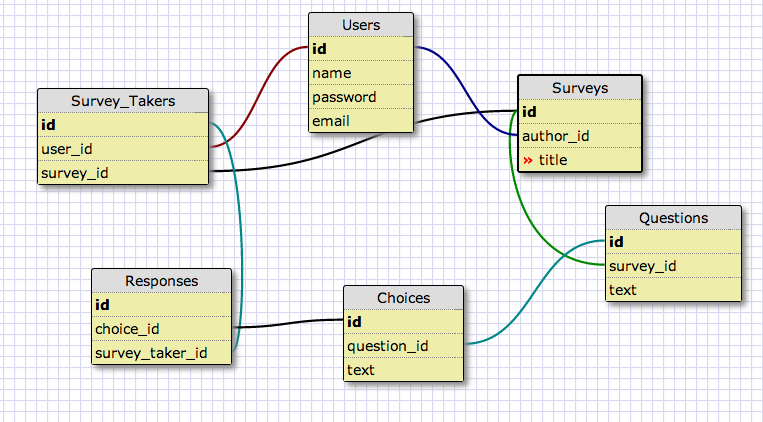 Users
id
name
password
email
Survey_Takers
id
user_id
survey_id
Surveys
id
author_id
» title
Questions
id
survey_id
text
Responses
id
choice_id
survey_taker_id
Choices
id
question_id
text